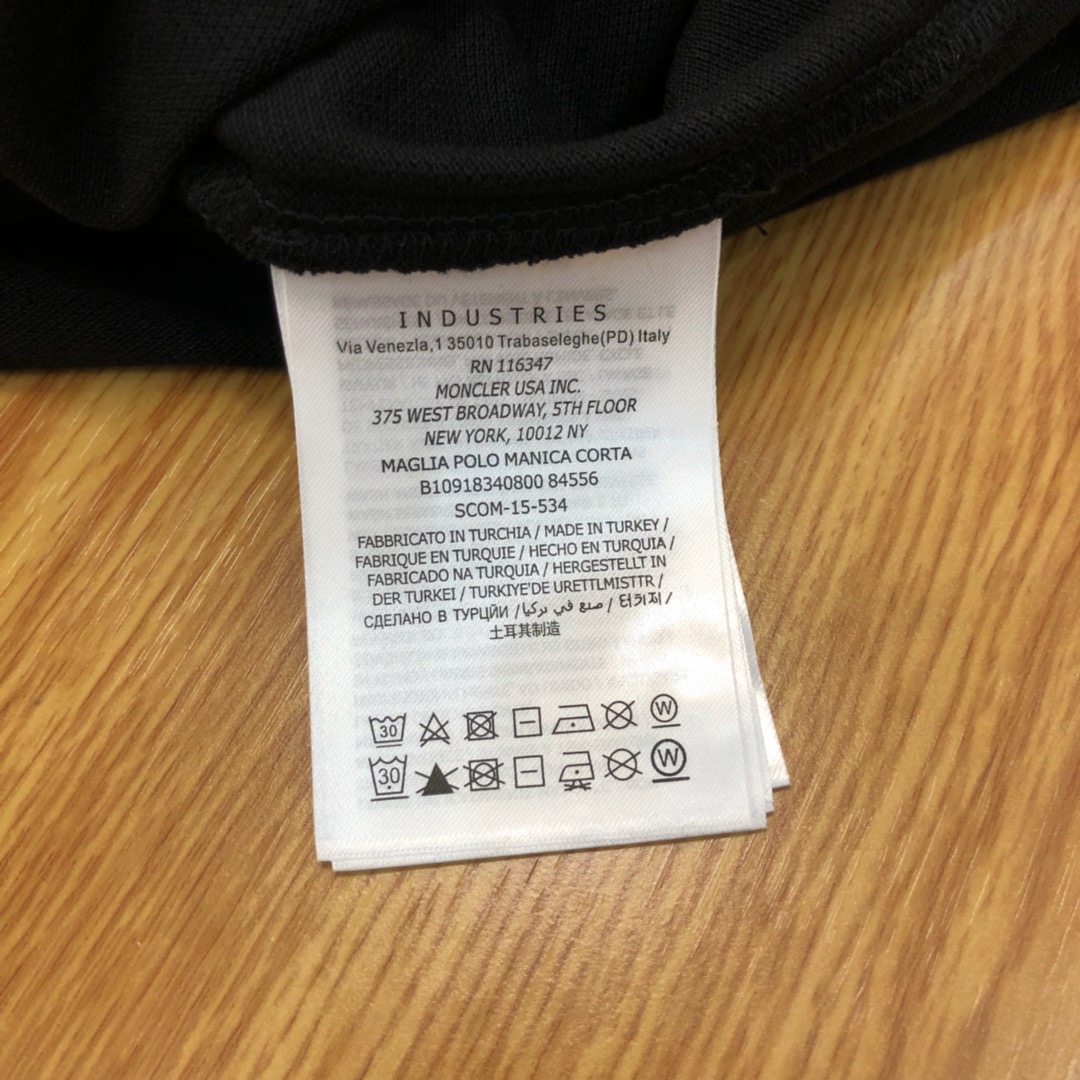 INDUSTRIES
Via Venezia,1 35010 Trabaseleghe(PD) Italy
RN 116347
MONCLER USA INC.
375 WEST BROADWAY, 5TH FLOOR
NEW YORK, 10012 NY
MAGLIA POLO MANICA CORTA
B10918340800 84556
SCOM-15-534
FABBRICATO IN TURCHIA / MADE IN TURKEY /
FABRIQUE EN TURQUIE / HECHO EN TURQUIA /
FABRICADO NA TURQUIA / HERGESTELLT IN
DER TURKEI / TURKIYE'DE URETTLMISTTR /
СДЕЛАНО В ТУРЦЙИ / صنع في تركيا / 터키제 /
土耳其制造
30 W
30 W